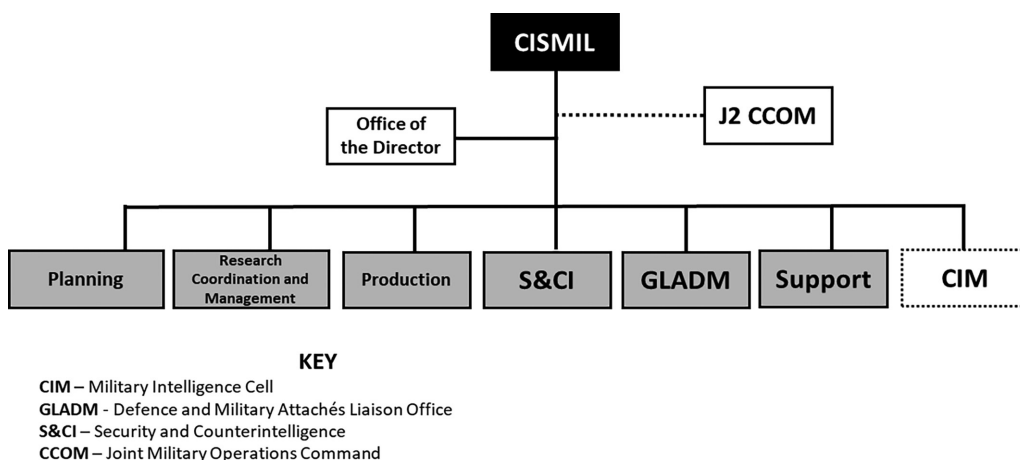 CISMIL
J2 CCOM
Office of
the Director
Planning
Research
Coordination and
Management
Production
S&CI
GLADM
Support
CIM
KEY
CIM – Military Intelligence Cell
GLADM - Defence and Military Attachés Liaison Office
S&CI – Security and Counterintelligence
CCOM – Joint Military Operations Command